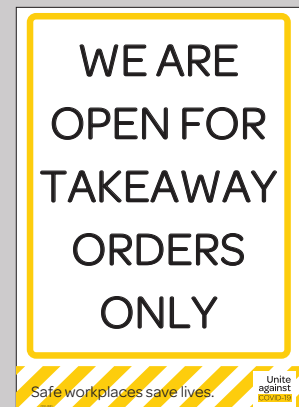 WE ARE
OPEN FOR
TAKEAWAY
ORDERS
ONLY
Safe workplaces save lives.
Unite
against
COVID-19